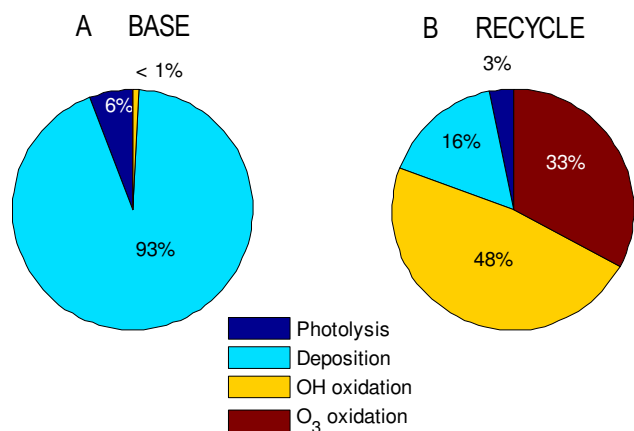 A BASE
B RECYCLE
< 1%
6%
93%
3%
16%
33%
48%
Photolysis
Deposition
OH oxidation
O3 oxidation